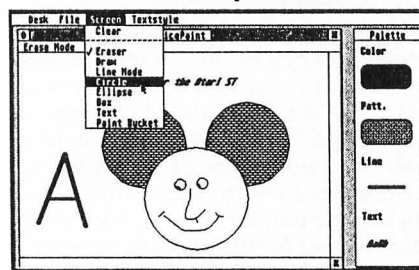 Desk File Screen Textstyle
Clear
icePaint
Palette
Erase Mode
✓ Eraser
Draw
Line Mode
Circle
r the Atari ST
Ellipse
Box
Text
Paint Bucket
A
Color
Patt.
Line
Text
AaBb